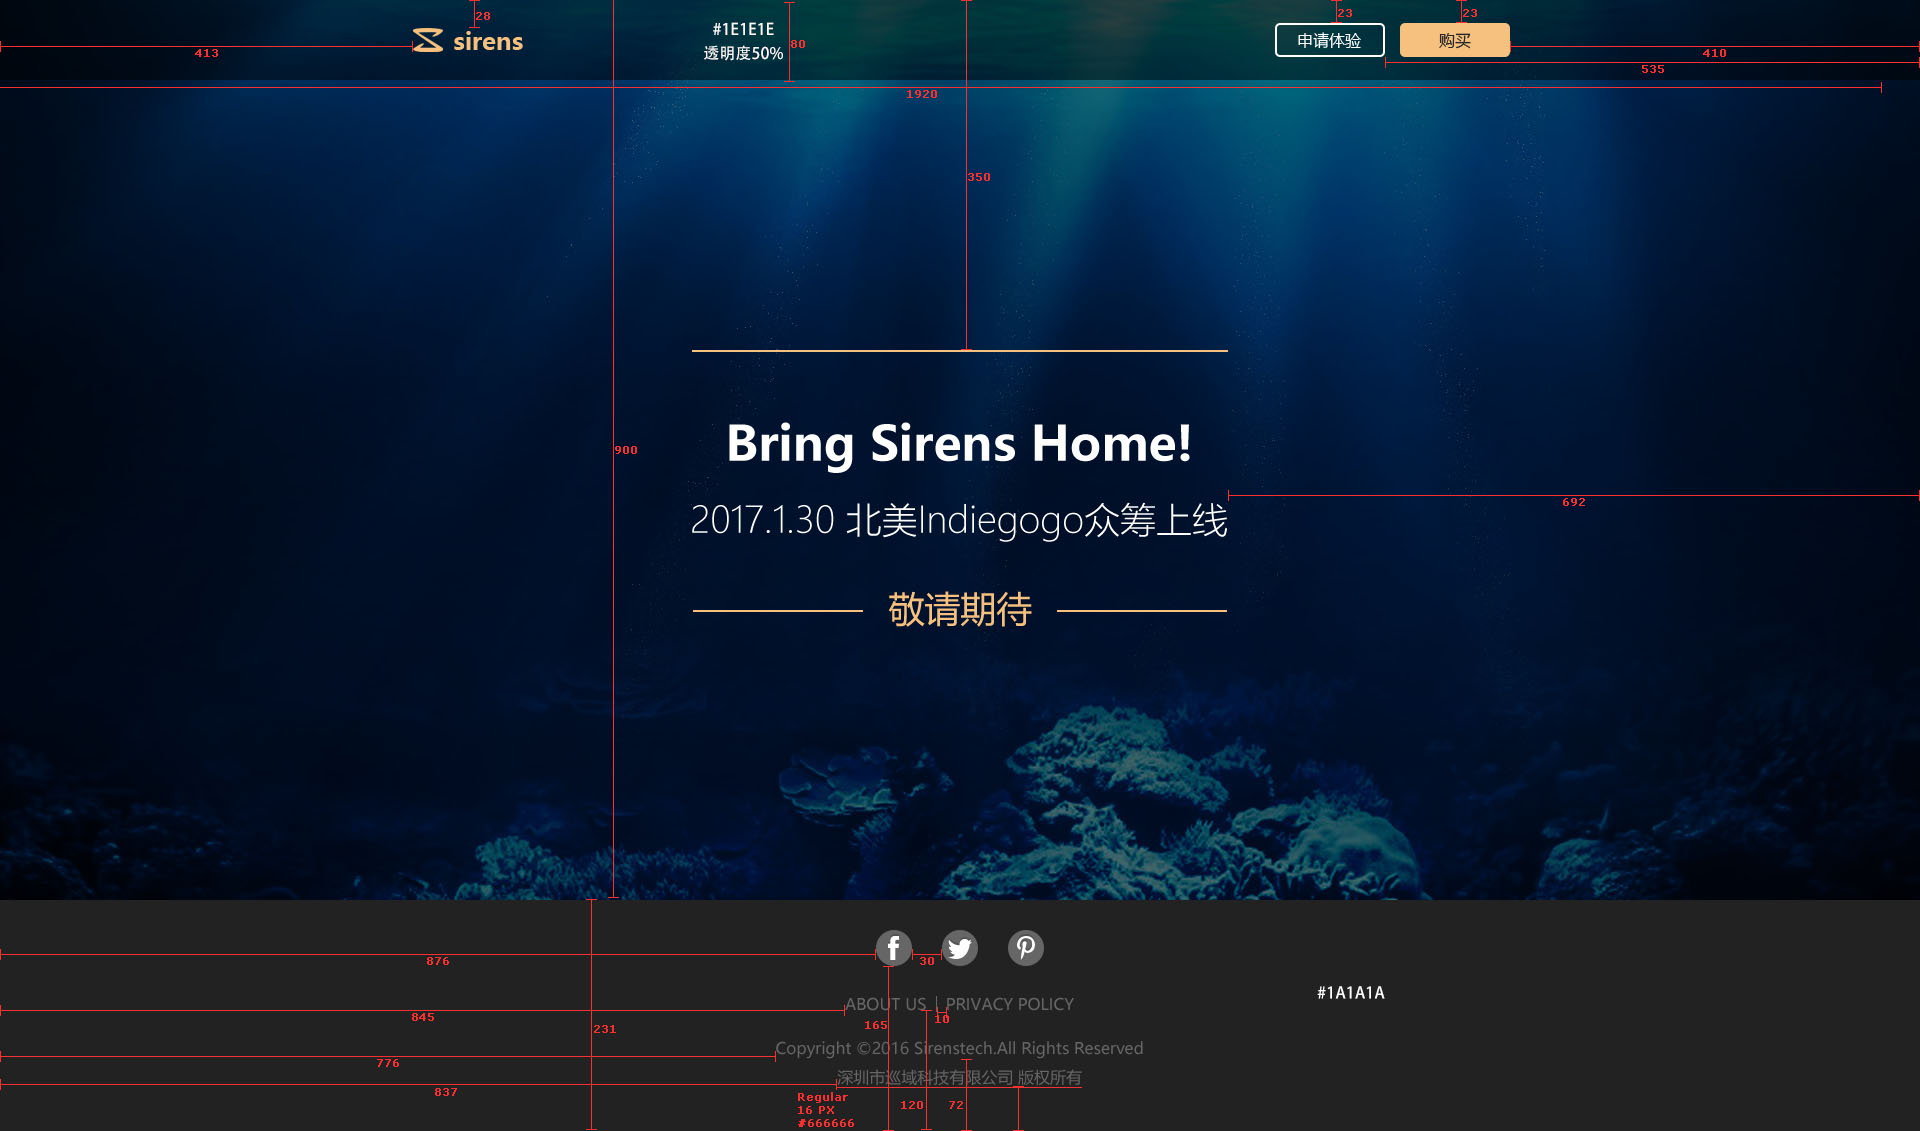 28
#1E1E1E
23
23
sirens
透明度50%
80
申请体验
购买
413
410
535
1920
350
Bring Sirens Home!
900
692
2017.1.30 北美Indiegogo众筹上线
敬请期待
876
30
#1A1A1A
ABOUT US | PRIVACY POLICY
845
165
10
231
Copyright ©2016 Sirenstech.All Rights Reserved
776
深圳市巡域科技有限公司 版权所有
837
Regular
16 PX
#666666
120
72